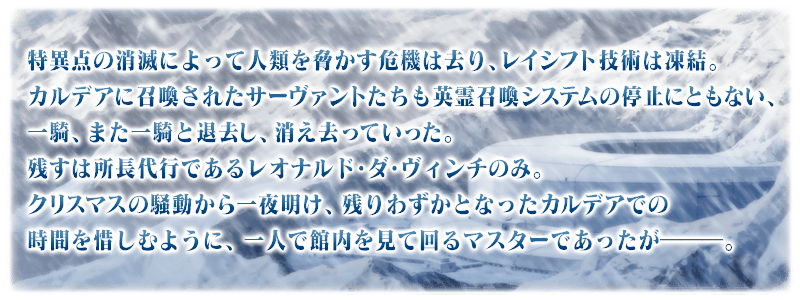 特異点の消滅によって人類を脅かす危機は去り、レイシフト技術は凍結。
カルデアに召喚されたサーヴァントたちも英霊召喚システムの停止にともない、
一騎、また一騎と退去し、消え去っていった。
残すは所長代行であるレオナルド・ダ・ヴィンチのみ。
クリスマスの騒動から一夜明け、残りわずかとなったカルデアでの
時間を惜しむように、一人で館内を見て回るマスターであったが───。